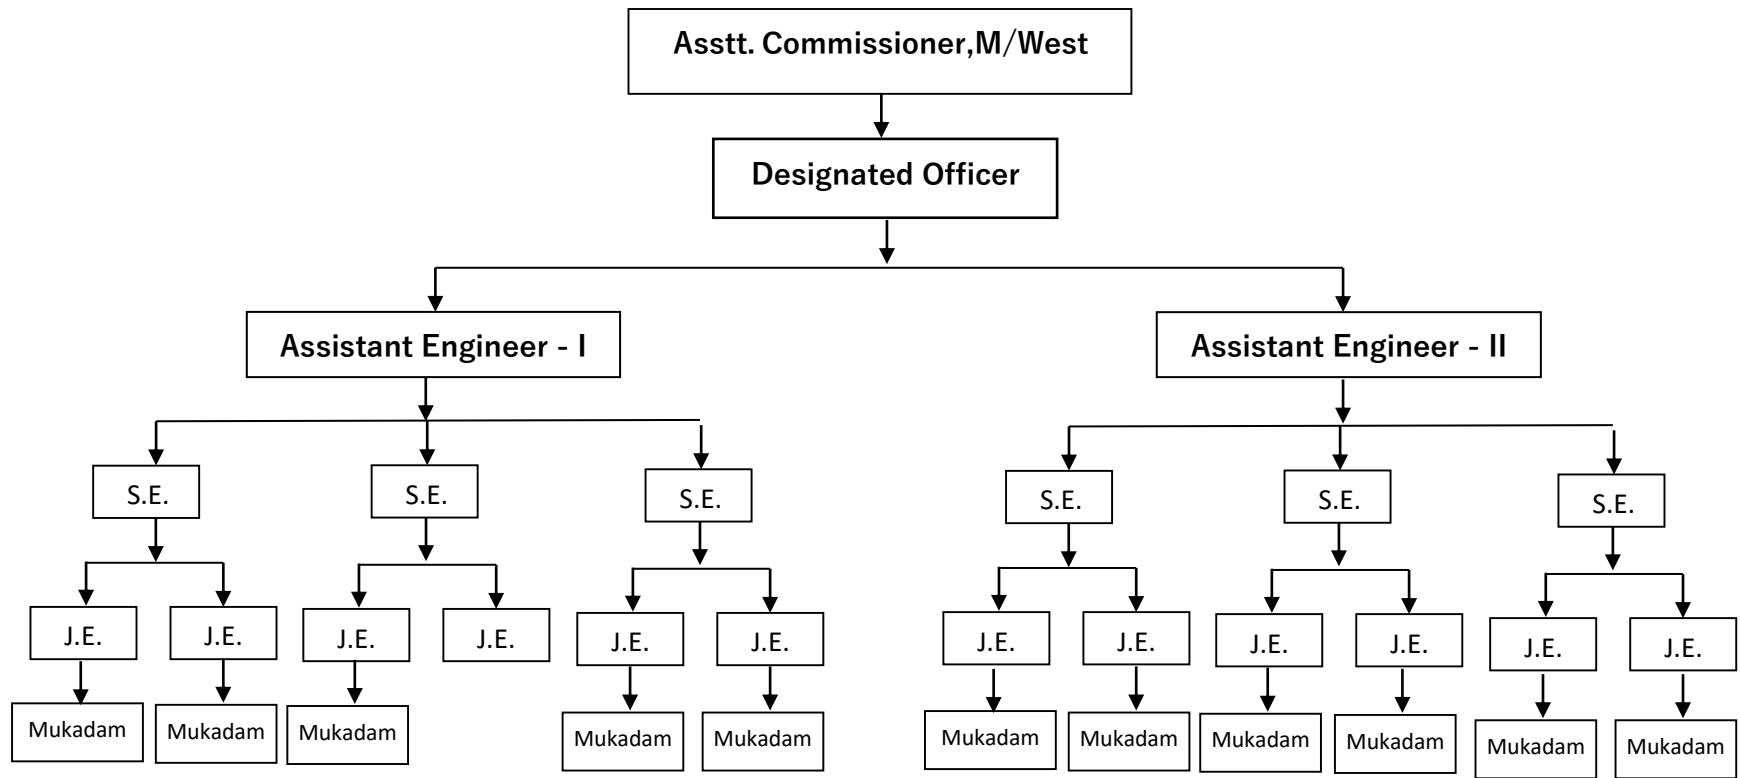 Asstt. Commissioner,M/West
Designated Officer
Assistant Engineer - I
Assistant Engineer - II
S.E.
S.E.
S.E.
S.E.
S.E.
S.E.
J.E.
J.E.
J.E.
J.E.
J.E.
J.E.
J.E.
J.E.
J.E.
J.E.
J.E.
J.E.
Mukadam
Mukadam
Mukadam
Mukadam
Mukadam
Mukadam
Mukadam
Mukadam
Mukadam
Mukadam
Mukadam